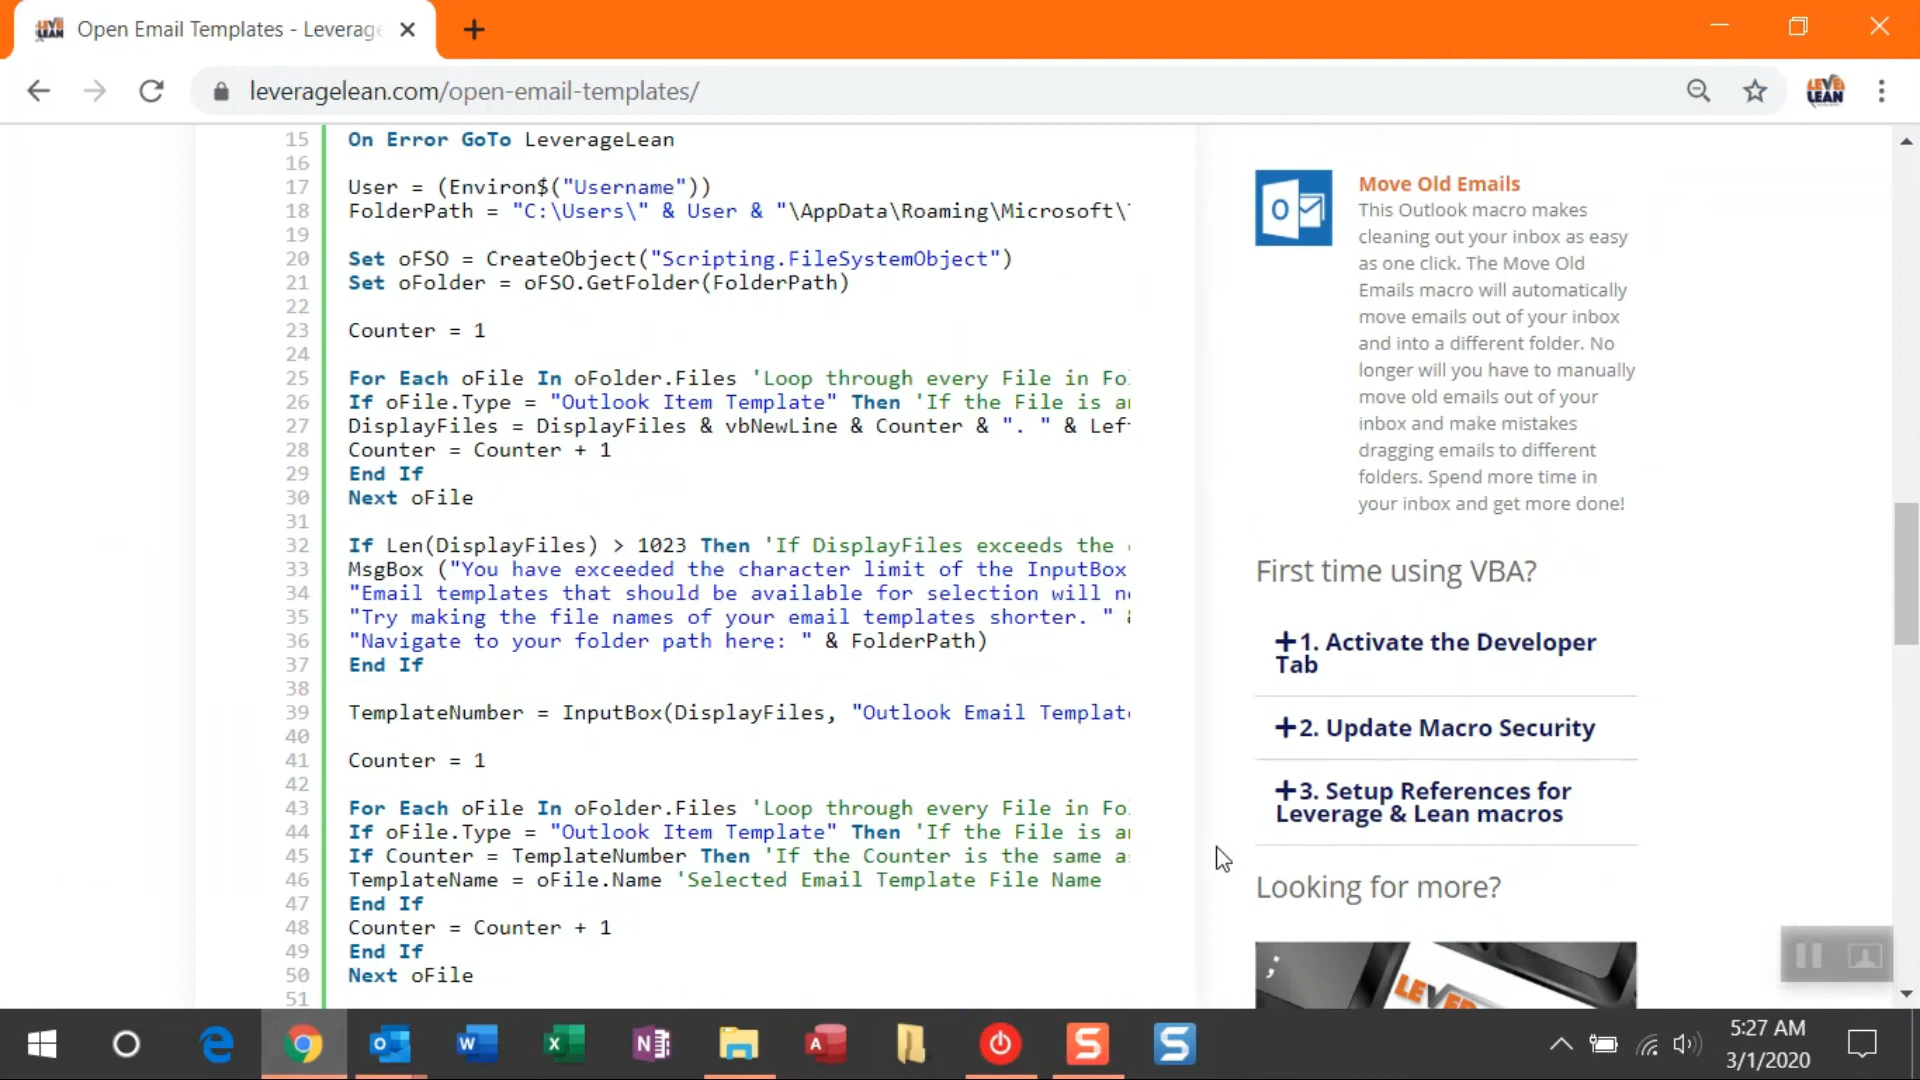 Open Email Templates - Leverage
leveragelean.com/open-email-templates/
LEVE
LEAN
15 On Error GoTo LeverageLean
16
17 User = (Environ$("Username"))
18 FolderPath = "C:\Users\" & User & "\AppData\Roaming\Microsoft\
19
20 Set oFSO = CreateObject("Scripting.FileSystemObject")
21 Set oFolder = oFSO.GetFolder(FolderPath)
22
23 Counter = 1
24
25 For Each oFile In oFolder.Files 'Loop through every File in Fo
26 If oFile.Type = "Outlook Item Template" Then 'If the File is a
27 DisplayFiles = DisplayFiles & vbNewLine & Counter & ". " & Lef
28 Counter = Counter + 1
29 End If
30 Next oFile
31
32 If Len(DisplayFiles) > 1023 Then 'If DisplayFiles exceeds the
33 MsgBox ("You have exceeded the character limit of the InputBox
34 "Email templates that should be available for selection will n
35 "Try making the file names of your email templates shorter. "
36 "Navigate to your folder path here: " & FolderPath)
37 End If
38
39 TemplateNumber = InputBox(DisplayFiles, "Outlook Email Templat
40
41 Counter = 1
42
43 For Each oFile In oFolder.Files 'Loop through every File in Fo
44 If oFile.Type = "Outlook Item Template" Then 'If the File is a
45 If Counter = TemplateNumber Then 'If the Counter is the same a
46 TemplateName = oFile.Name 'Selected Email Template File Name
47 End If
48 Counter = Counter + 1
49 End If
50 Next oFile
51
Move Old Emails
This Outlook macro makes
cleaning out your inbox as easy
as one click. The Move Old
Emails macro will automatically
move emails out of your inbox
and into a different folder. No
longer will you have to manually
move old emails out of your
inbox and make mistakes
dragging emails to different
folders. Spend more time in
your inbox and get more done!
First time using VBA?
+1. Activate the Developer
Tab
+2. Update Macro Security
+3. Setup References for
Leverage & Lean macros
Looking for more?
;
LEVER
5:27 AM
3/1/2020